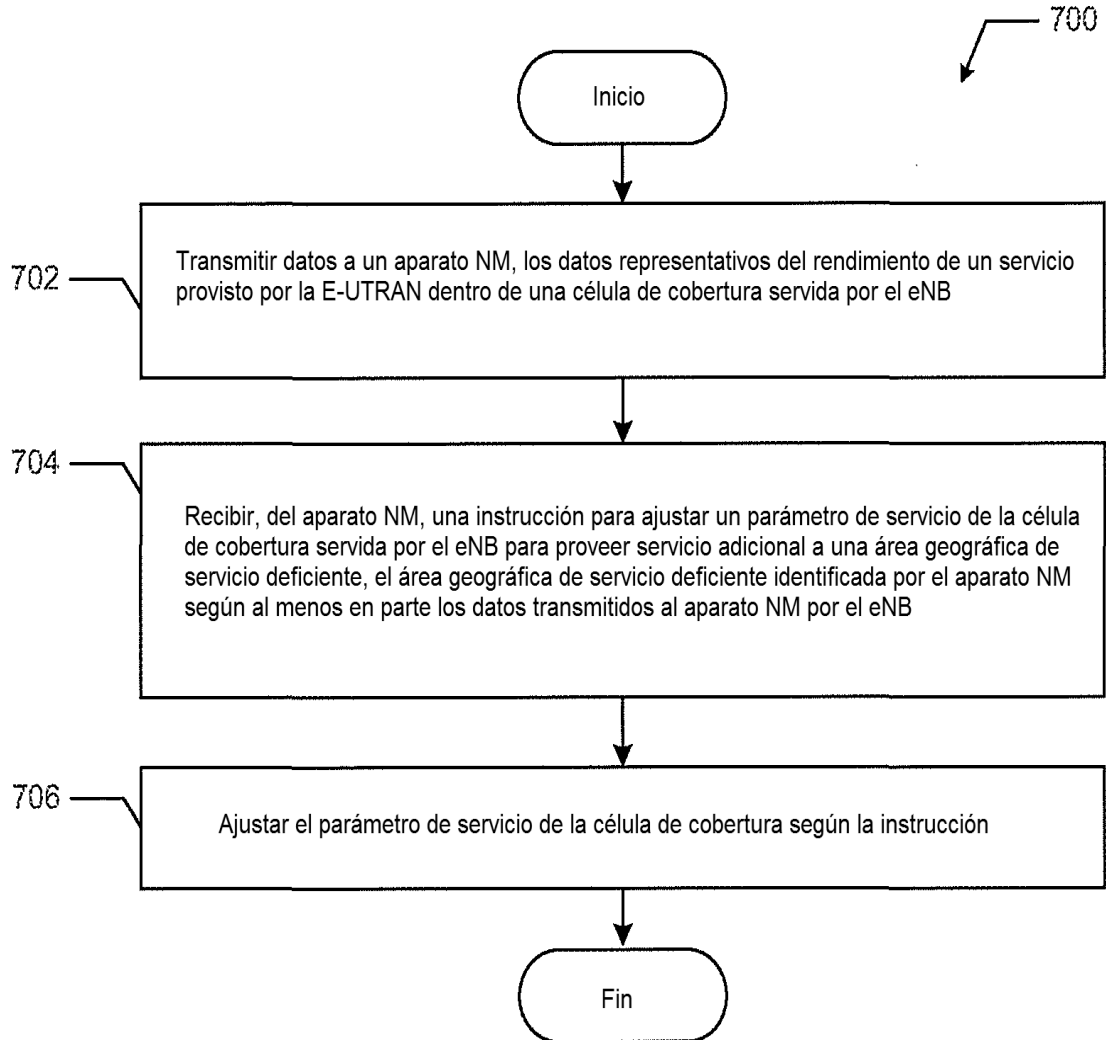 700
Inicio
702
Transmitir datos a un aparato NM, los datos representativos del rendimiento de un servicio
provisto por la E-UTRAN dentro de una célula de cobertura servida por el eNB
704
Recibir, del aparato NM, una instrucción para ajustar un parámetro de servicio de la célula
de cobertura servida por el eNB para proveer servicio adicional a una área geográfica de
servicio deficiente, el área geográfica de servicio deficiente identificada por el aparato NM
según al menos en parte los datos transmitidos al aparato NM por el eNB
706
Ajustar el parámetro de servicio de la célula de cobertura según la instrucción
Fin